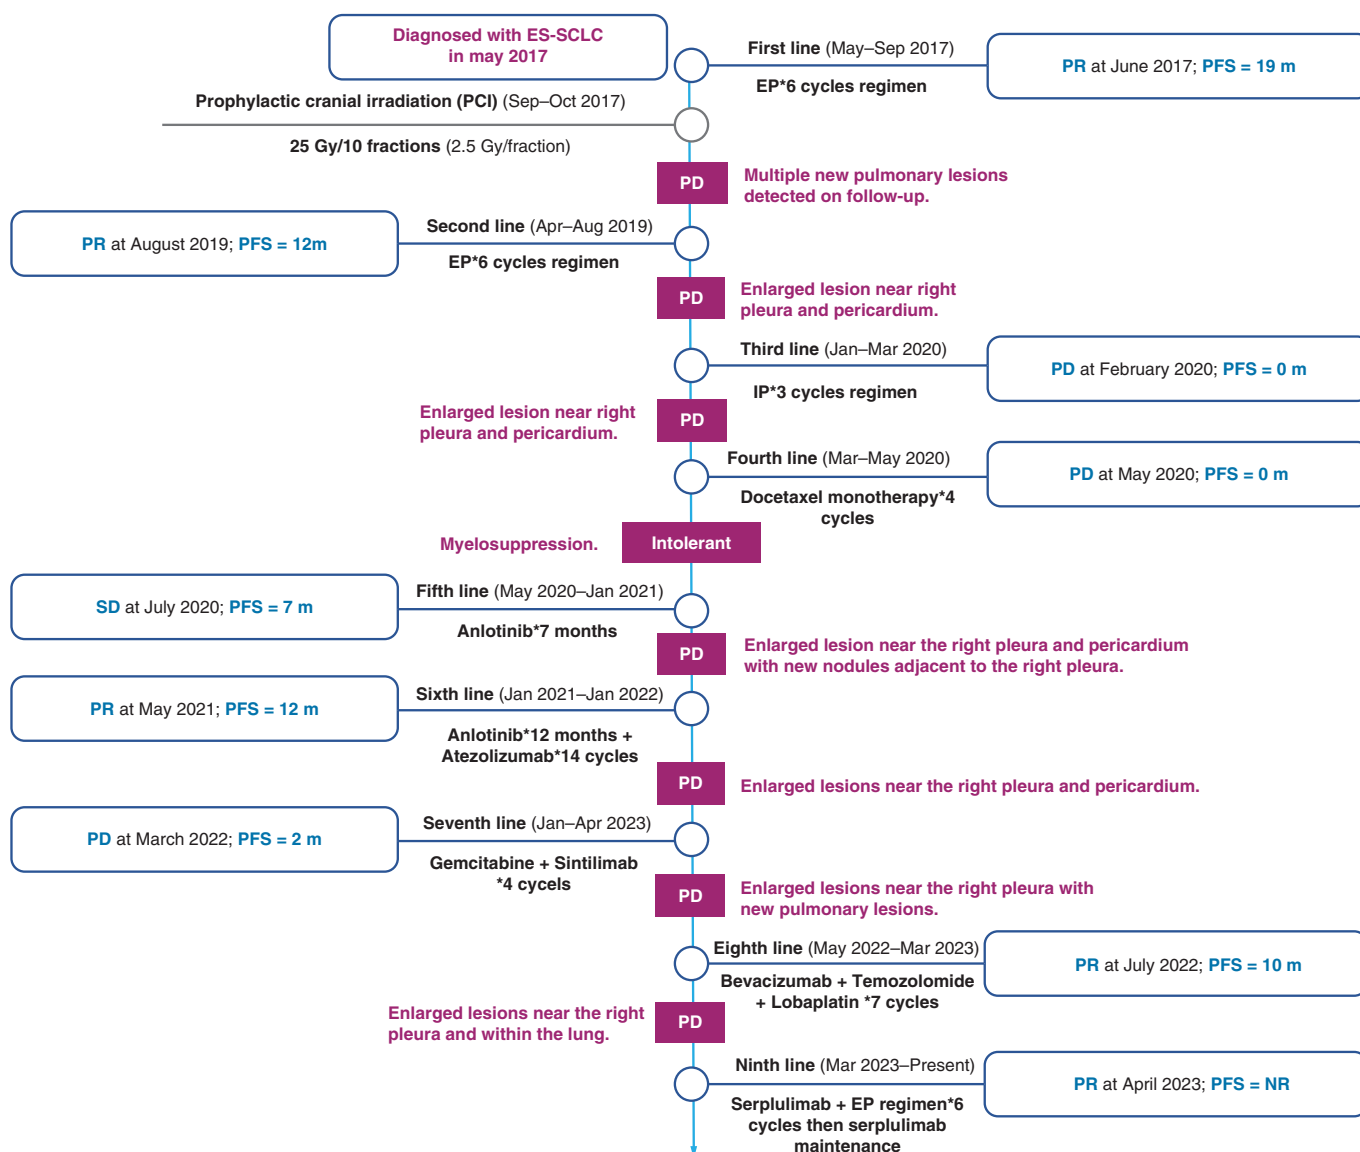 Diagnosed with ES-SCLC
in may 2017
First line (May–Sep 2017)
EP*6 cycles regimen
PR at June 2017; PFS = 19 m
Prophylactic cranial irradiation (PCI) (Sep–Oct 2017)
25 Gy/10 fractions (2.5 Gy/fraction)
PD
Multiple new pulmonary lesions
detected on follow-up.
PR at August 2019; PFS = 12m
Second line (Apr–Aug 2019)
EP*6 cycles regimen
PD
Enlarged lesion near right
pleura and pericardium.
Third line (Jan–Mar 2020)
IP*3 cycles regimen
PD at February 2020; PFS = 0 m
Enlarged lesion near right
pleura and pericardium.
PD
Fourth line (Mar–May 2020)
Docetaxel monotherapy*4
cycles
PD at May 2020; PFS = 0 m
Myelosuppression.
Intolerant
SD at July 2020; PFS = 7 m
Fifth line (May 2020–Jan 2021)
Anlotinib*7 months
PD
Enlarged lesion near the right pleura and pericardium
with new nodules adjacent to the right pleura.
PR at May 2021; PFS = 12 m
Sixth line (Jan 2021–Jan 2022)
Anlotinib*12 months +
Atezolizumab*14 cycles
PD
Enlarged lesions near the right pleura and pericardium.
PD at March 2022; PFS = 2 m
Seventh line (Jan–Apr 2023)
Gemcitabine + Sintilimab
*4 cycels
PD
Enlarged lesions near the right pleura with
new pulmonary lesions.
Eighth line (May 2022–Mar 2023)
Bevacizumab + Temozolomide
+ Lobaplatin *7 cycles
PR at July 2022; PFS = 10 m
Enlarged lesions near the right
pleura and within the lung.
PD
Ninth line (Mar 2023–Present)
Serplulimab + EP regimen*6
cycles then serplulimab
maintenance
PR at April 2023; PFS = NR